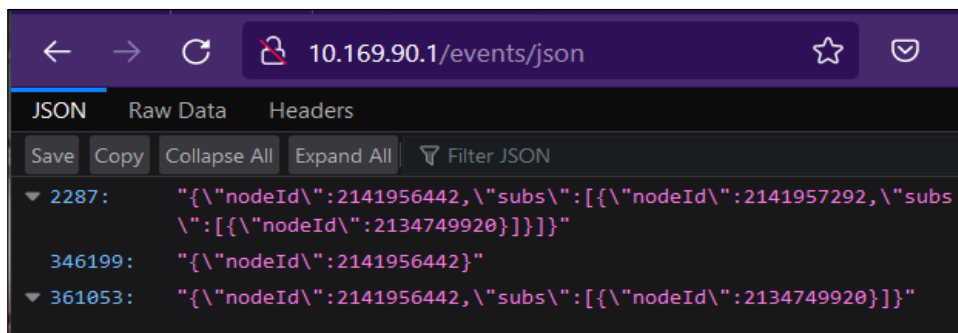 10.169.90.1/events/json
JSON Raw Data Headers
Save Copy Collapse All Expand All Filter JSON
2287: "{\"nodeId\":2141956442,\"subs\":[{\"nodeId\":2141957292,\"subs
\":[{\"nodeId\":2134749920}]}]}"
346199: "{\"nodeId\":2141956442}"
361053: "{\"nodeId\":2141956442,\"subs\":[{\"nodeId\":2134749920}]}"